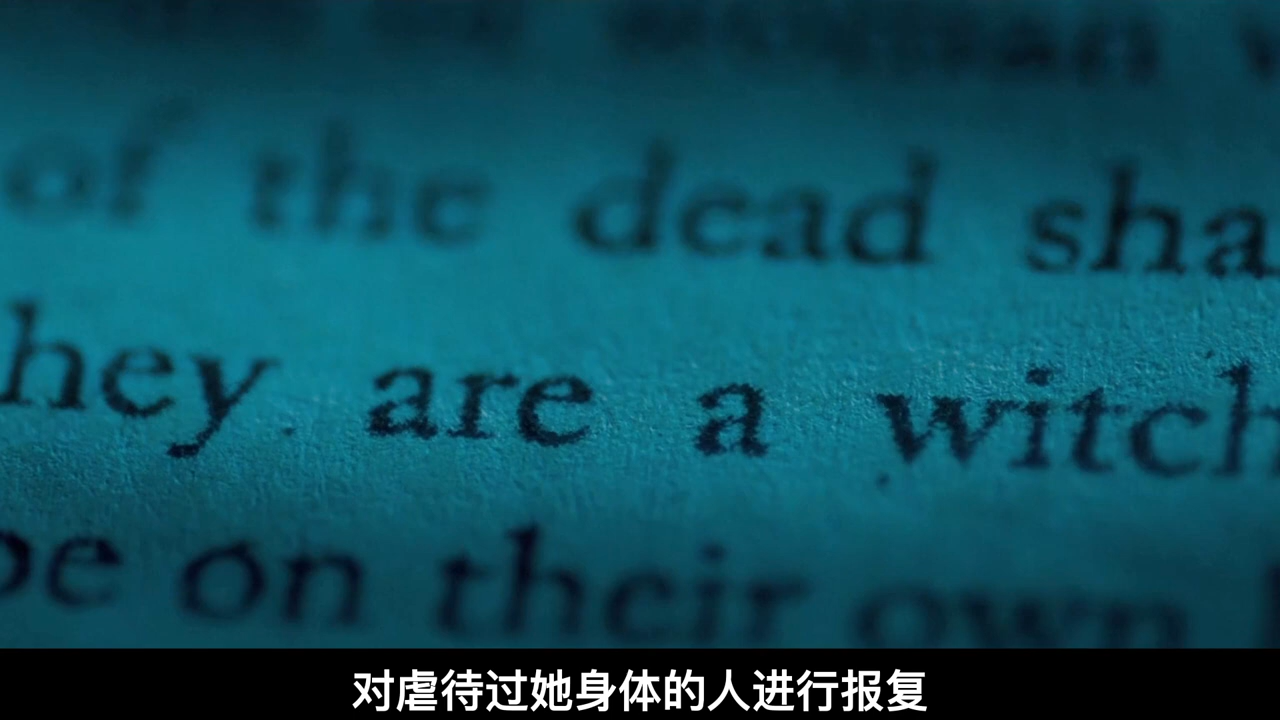 of the dead sha
hey are a witch
be on their own
对虐待过她身体的人进行报复